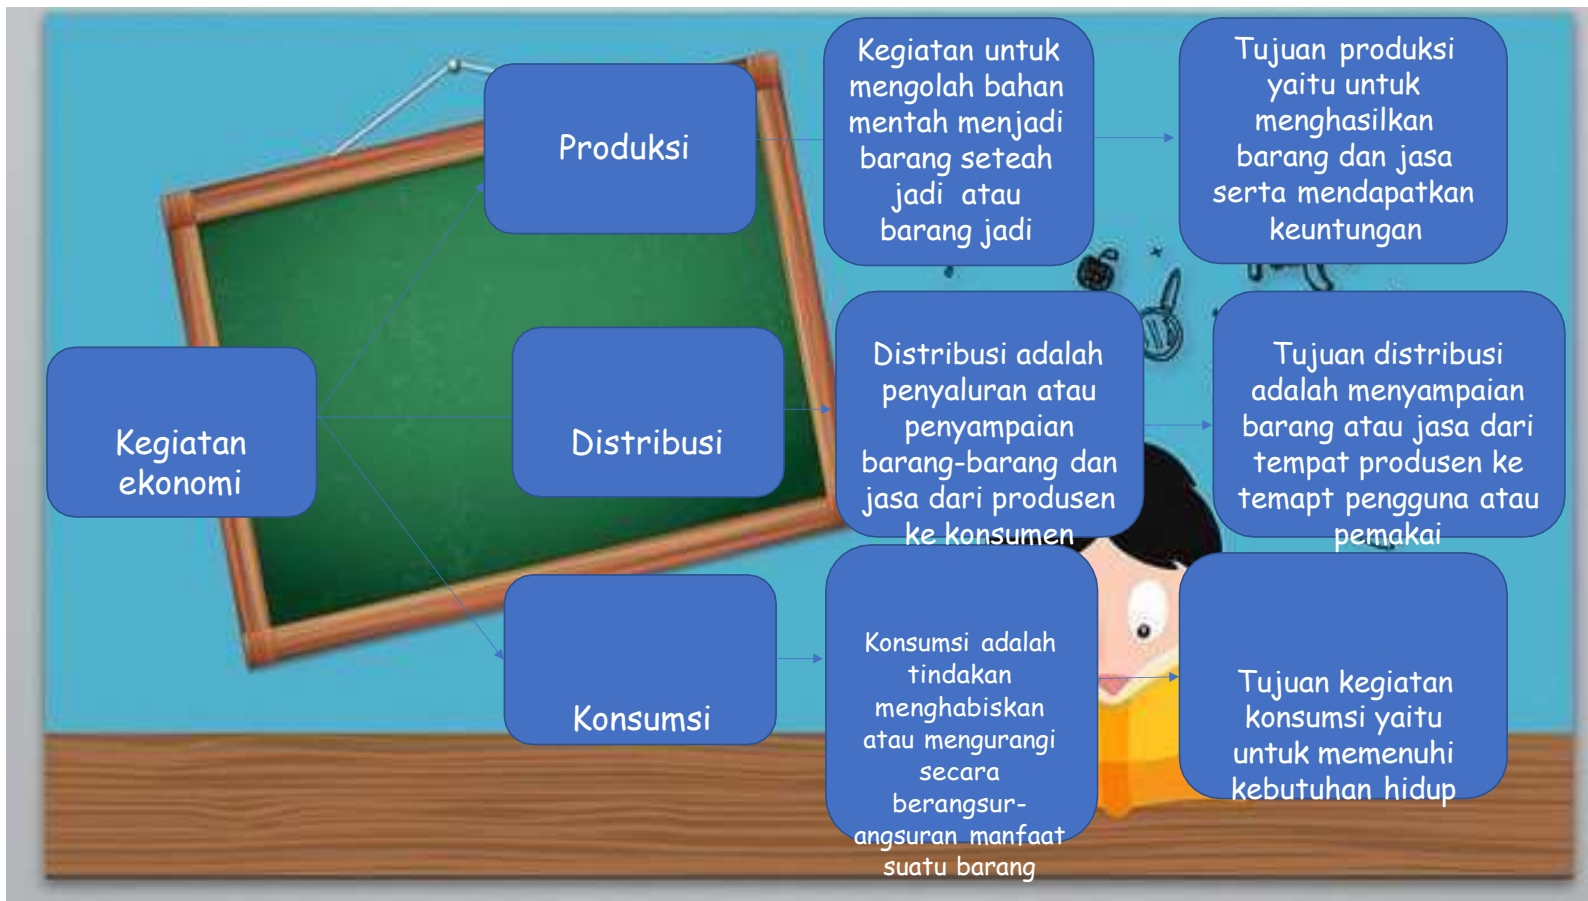 Kegiatan
ekonomi
Produksi
Kegiatan untuk
mengolah bahan
mentah menjadi
barang seteah
jadi atau
barang jadi
Tujuan produksi
yaitu untuk
menghasilkan
barang dan jasa
serta mendapatkan
keuntungan
Distribusi
Distribusi adalah
penyaluran atau
penyampaian
barang-barang dan
jasa dari produsen
ke konsumen
Tujuan distribusi
adalah menyampaian
barang atau jasa dari
tempat produsen ke
temapt pengguna atau
pemakai
Konsumsi
Konsumsi adalah
tindakan
menghabiskan
atau mengurangi
secara
berangsur-
angsuran manfaat
suatu barang
Tujuan kegiatan
konsumsi yaitu
untuk memenuhi
kebutuhan hidup